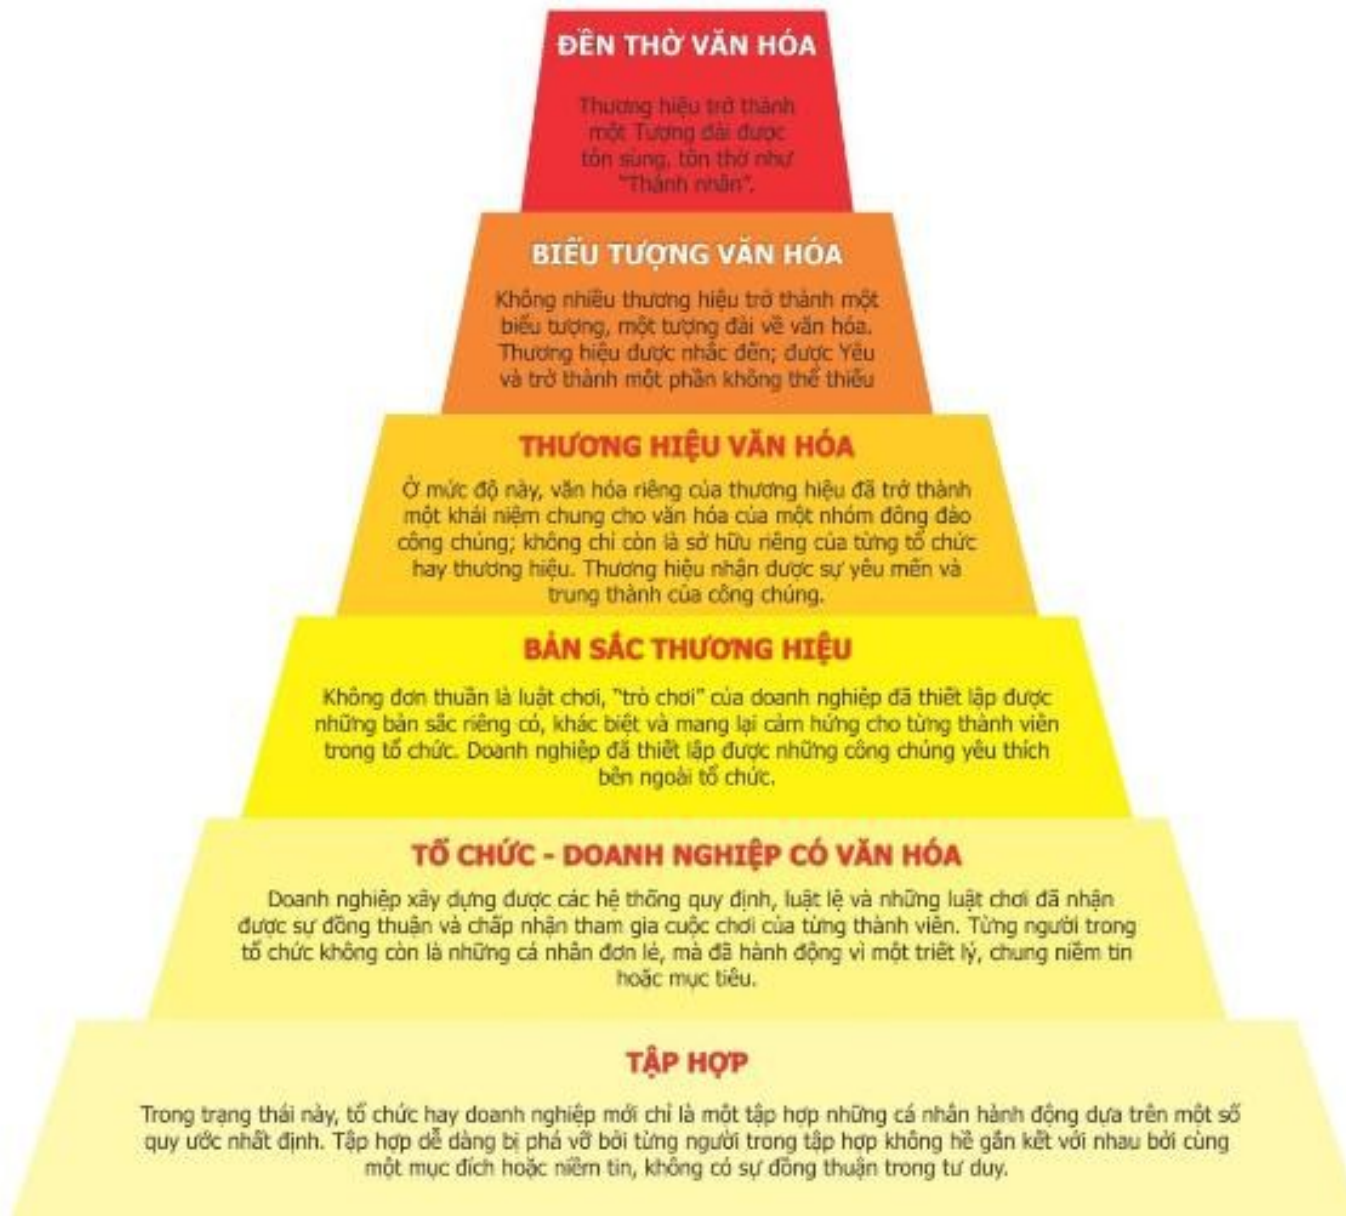 ĐỀN THỜ VĂN HÓA
Thương hiệu trở thành
một Tượng đài được
tôn sùng, tôn thờ như
"Thánh nhân".
BIỂU TƯỢNG VĂN HÓA
Không nhiều thương hiệu trở thành một
biểu tượng, một tượng đài về văn hóa.
Thương hiệu được nhắc đến; được Yêu
và trở thành một phần không thể thiếu
THƯƠNG HIỆU VĂN HÓA
Ở mức độ này, văn hóa riêng của thương hiệu đã trở thành
một khái niệm chung cho văn hóa của một nhóm đông đảo
công chúng; không chỉ còn là sở hữu riêng của từng tổ chức
hay thương hiệu. Thương hiệu nhận được sự yêu mến và
trung thành của công chúng.
BẢN SẮC THƯƠNG HIỆU
Không đơn thuần là luật chơi, "trò chơi" của doanh nghiệp đã thiết lập được
những bản sắc riêng có, khác biệt và mang lại cảm hứng cho từng thành viên
trong tổ chức. Doanh nghiệp đã thiết lập được những công chúng yêu thích
bên ngoài tổ chức.
TỔ CHỨC - DOANH NGHIỆP CÓ VĂN HÓA
Doanh nghiệp xây dựng được các hệ thống quy định, luật lệ và những luật chơi đã nhận
được sự đồng thuận và chấp nhận tham gia cuộc chơi của từng thành viên. Từng người trong
tổ chức không còn là những cá nhân đơn lẻ, mà đã hành động vì một triết lý, chung niềm tin
hoặc mục tiêu.
TẬP HỢP
Trong trạng thái này, tổ chức hay doanh nghiệp mới chỉ là một tập hợp những cá nhân hành động dựa trên một số
quy ước nhất định. Tập hợp dễ dàng bị phá vỡ bởi từng người trong tập hợp không hề gắn kết với nhau bởi cùng
một mục đích hoặc niềm tin, không có sự đồng thuận trong tư duy.